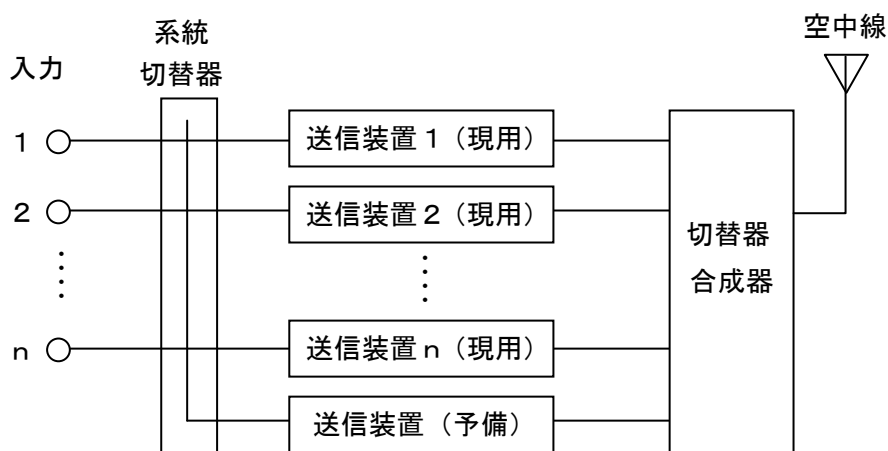 系統
切替器
入力
空中線
1
送信装置1（現用）
2
送信装置2（現用）
切替器
合成器
n
送信装置n（現用）
送信装置（予備）